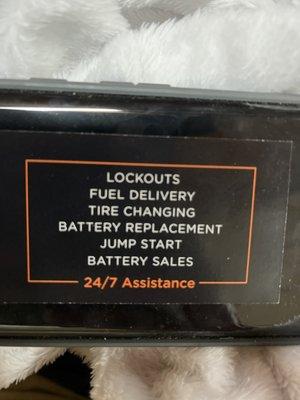 LOCKOUTS
FUEL DELIVERY
TIRE CHANGING
BATTERY REPLACEMENT
JUMP START
BATTERY SALES
24/7 Assistance